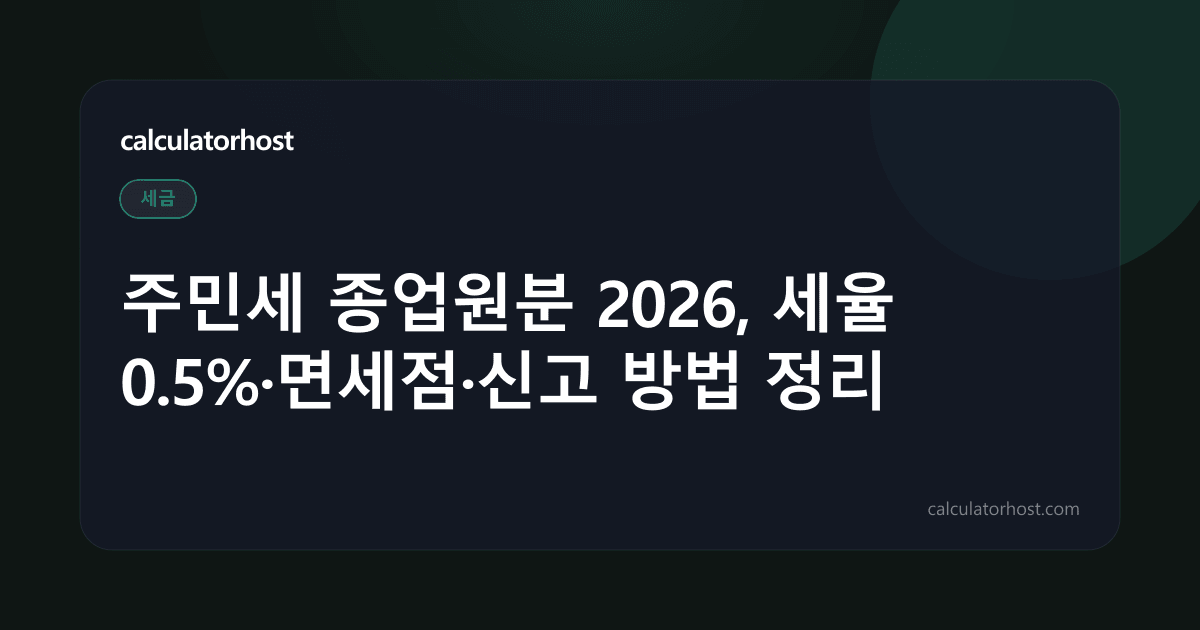 calculatorhost
세금
주민세 종업원분 2026, 세율
0.5%·면세점·신고 방법 정리
calculatorhost.com